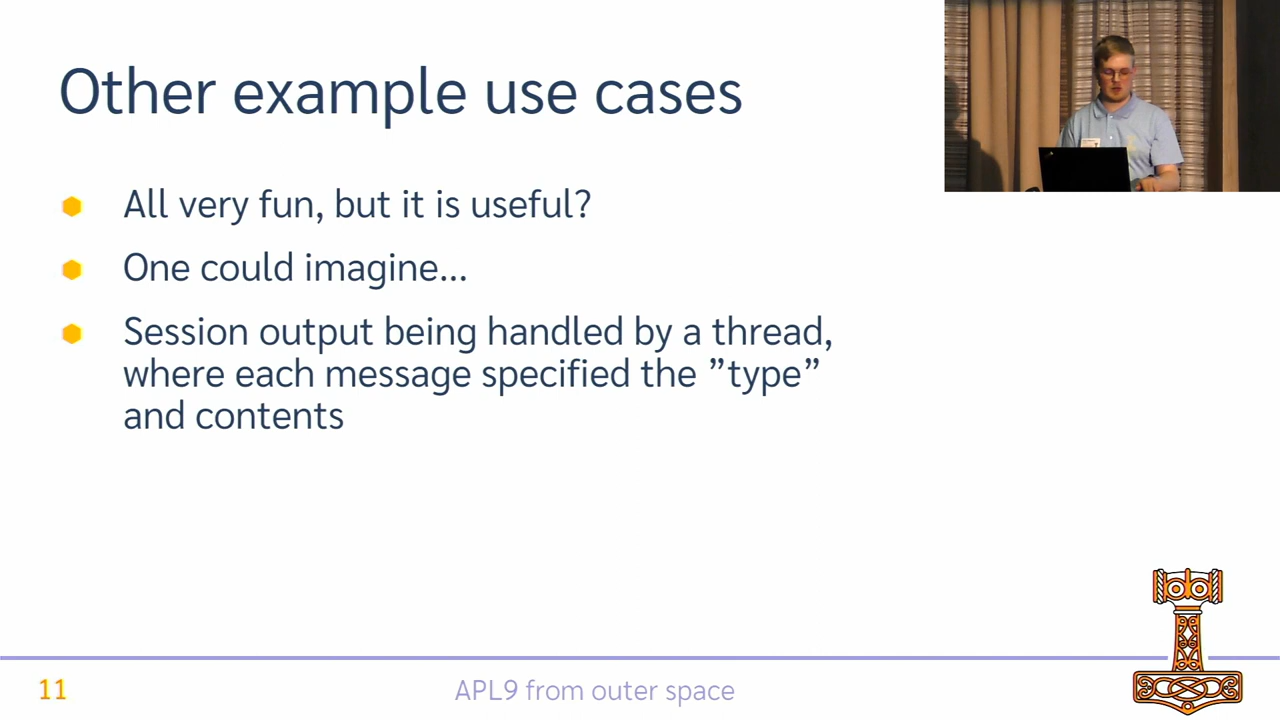 Other example use cases
All very fun, but it is useful?
One could imagine...
Session output being handled by a thread,
where each message specified the ”type”
and contents
11
APL9 from outer space